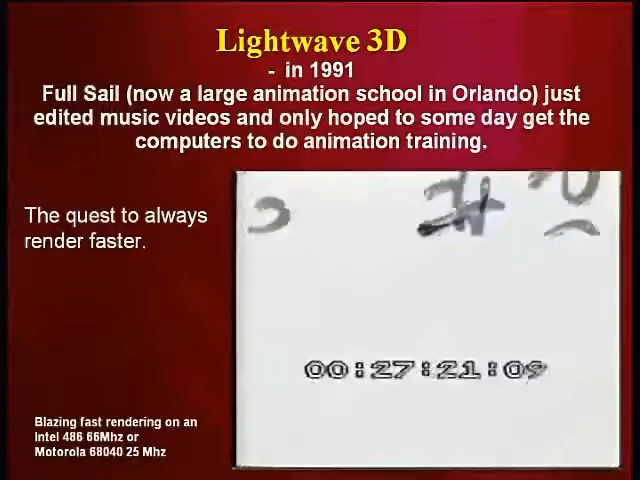 Lightwave 3D
- in 1991
Full Sail (now a large animation school in Orlando) just
edited music videos and only hoped to some day get the
computers to do animation training.
The quest to always
render faster.
00:27:21:09
Blazing fast rendering on an
Intel 486 66Mhz or
Motorola 68040 25 Mhz